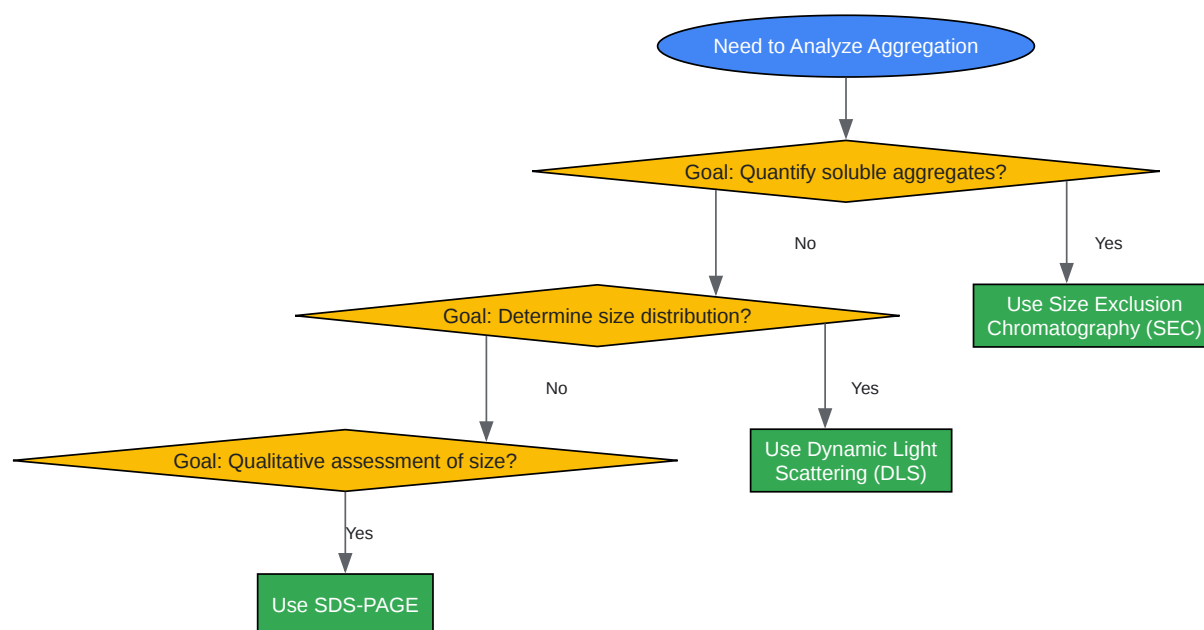 Need to Analyze Aggregation
Goal: Quantify soluble aggregates?
No
Yes
Use Size Exclusion
Chromatography (SEC)
Goal: Determine size distribution?
No
Yes
Use Dynamic Light
Scattering (DLS)
Goal: Qualitative assessment of size?
Yes
Use SDS-PAGE